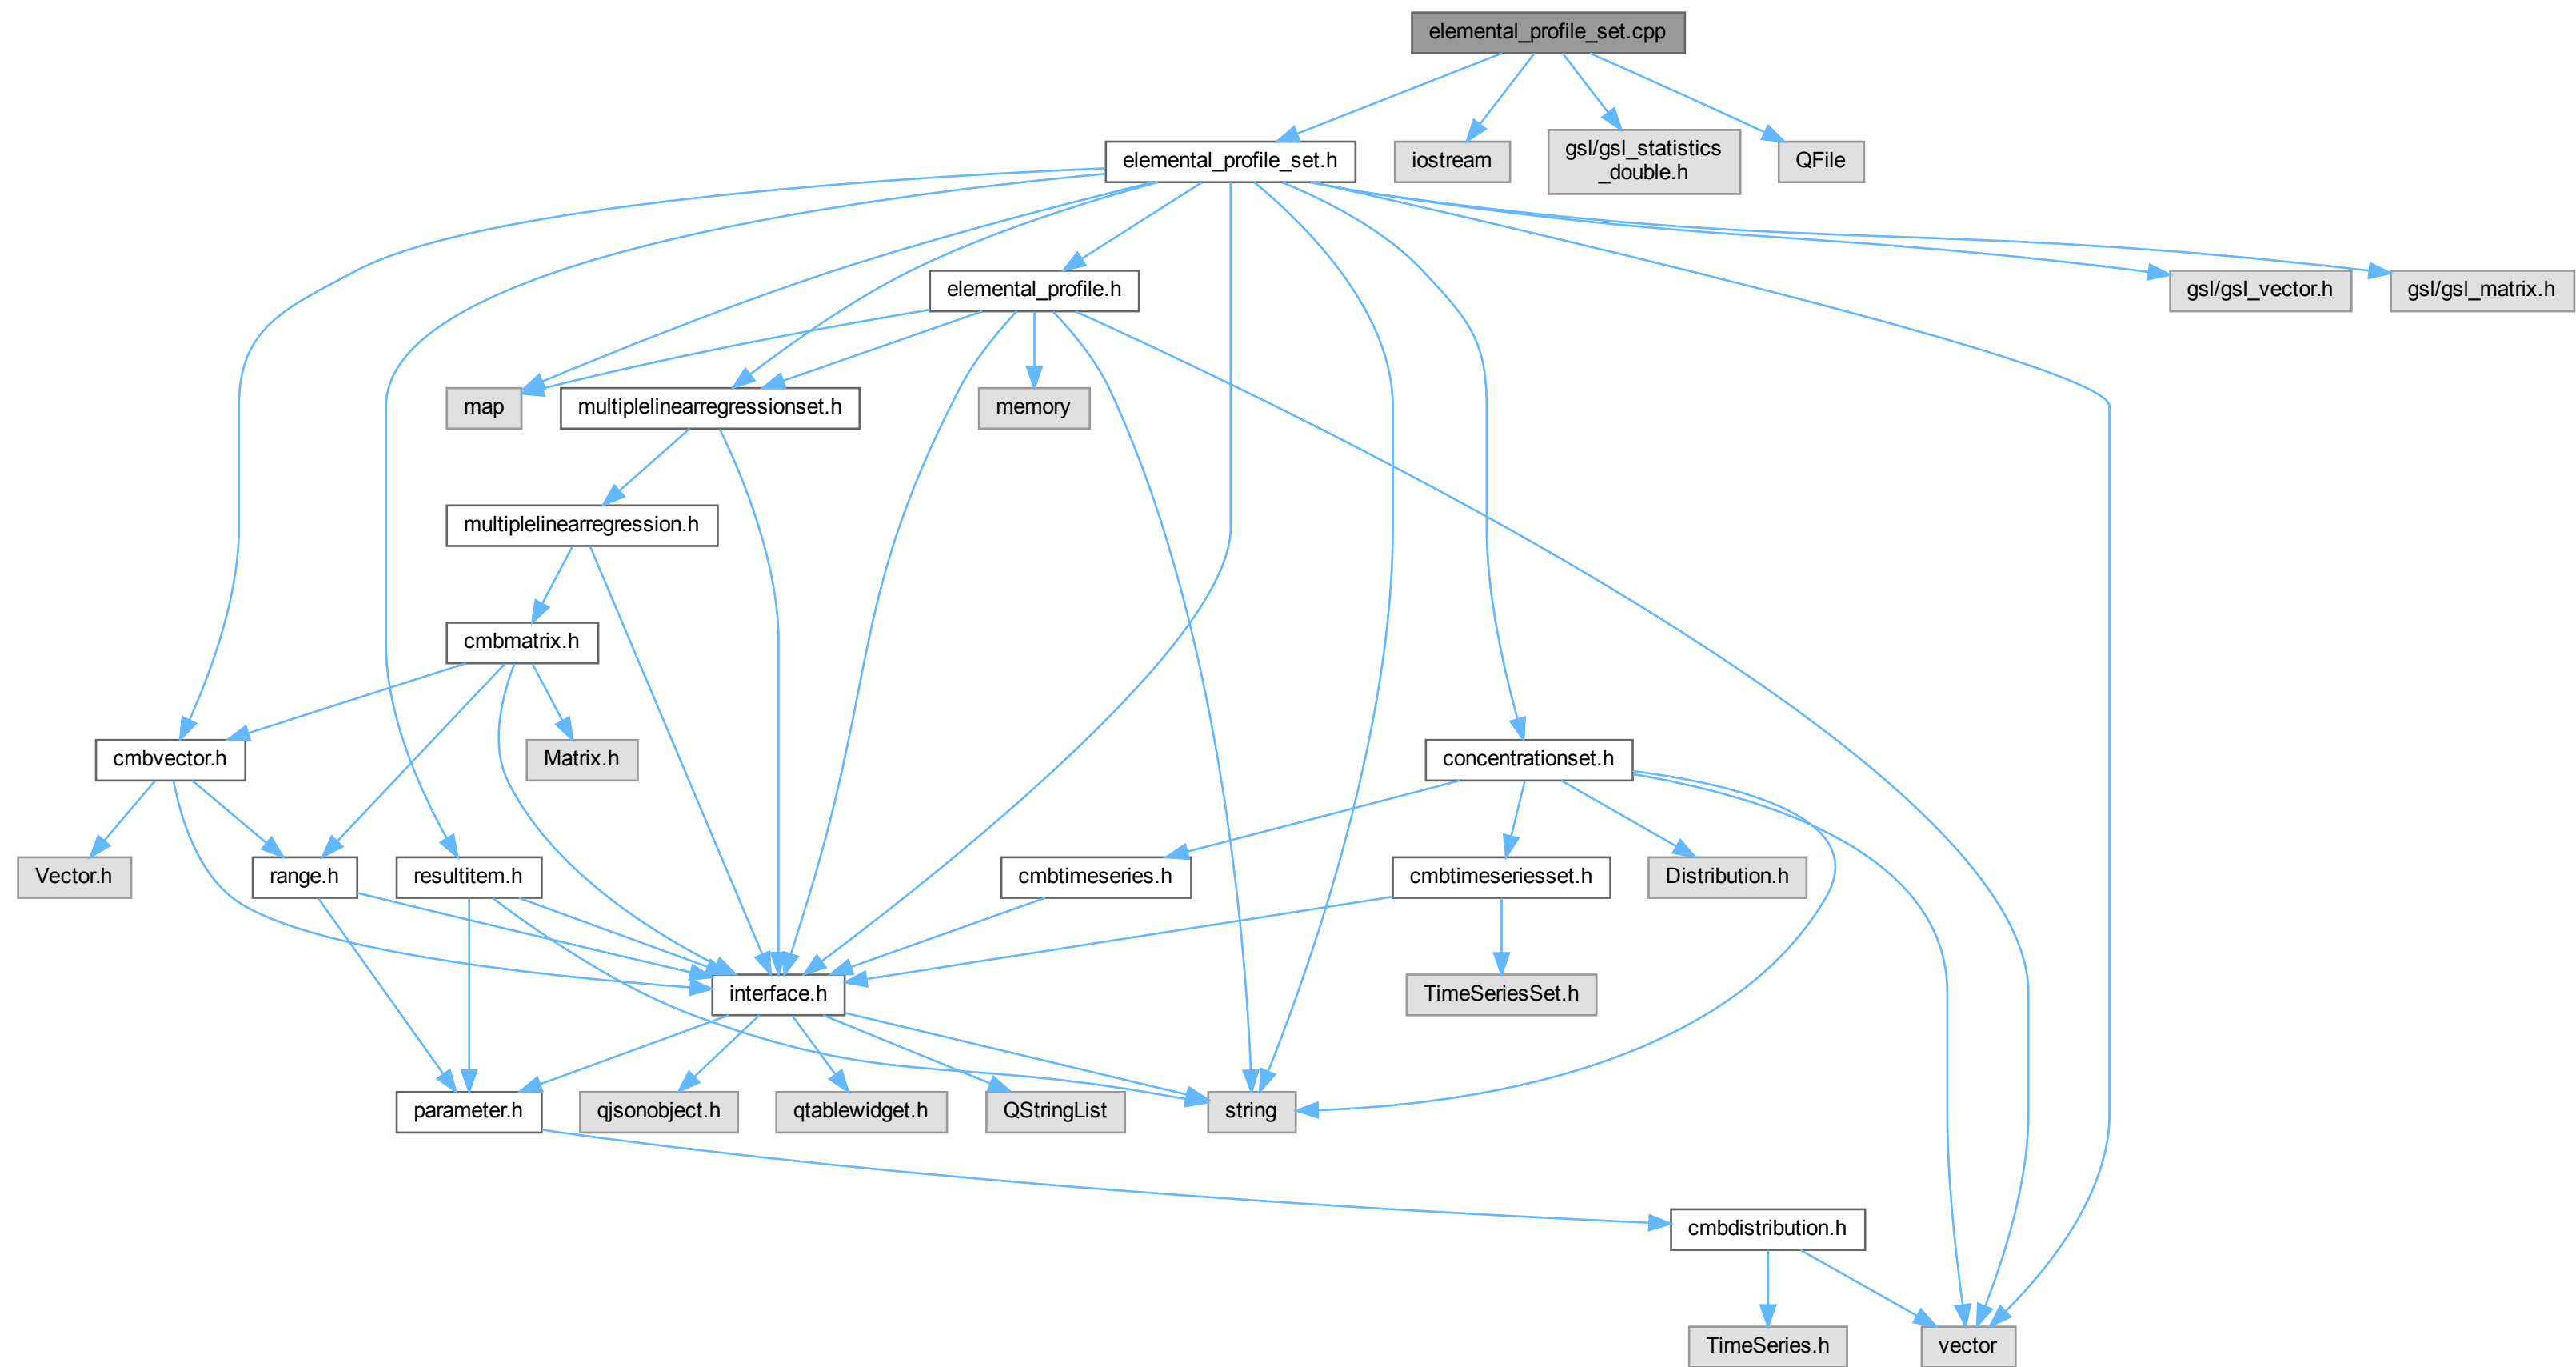 elemental_profile_set.cpp
elemental_profile_set.h
iostream
gsl/gsl_statistics
_double.h
QFile
elemental_profile.h
gsl/gsl_vector.h
gsl/gsl_matrix.h
map
multiplelinearregressionset.h
memory
multiplelinearregression.h
cmbmatrix.h
cmbvector.h
Matrix.h
concentrationset.h
Vector.h
range.h
resultitem.h
cmbtimeseries.h
cmbtimeseriesset.h
Distribution.h
interface.h
TimeSeriesSet.h
parameter.h
qjsonobject.h
qtablewidget.h
QStringList
string
cmbdistribution.h
TimeSeries.h
vector